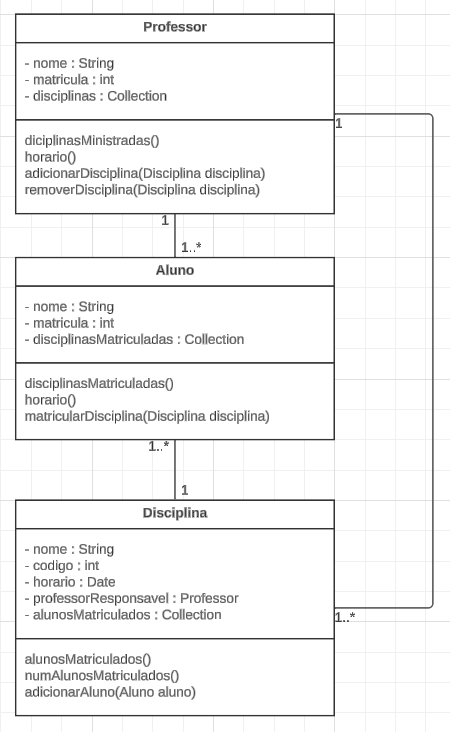 Professor
- nome : String
- matricula : int
- disciplinas : Collection
1
diciplinasMinistradas()
horario()
adicionarDisciplina(Disciplina disciplina)
removerDisciplina(Disciplina disciplina)
1
1..*
Aluno
- nome : String
- matricula : int
- disciplinasMatriculadas : Collection
disciplinasMatriculadas()
horario()
matricularDisciplina(Disciplina disciplina)
1..*
1
Disciplina
- nome : String
- codigo : int
- horario : Date
- professorResponsavel : Professor
- alunosMatriculados : Collection
1..*
alunosMatriculados()
numAlunosMatriculados()
adicionarAluno(Aluno aluno)